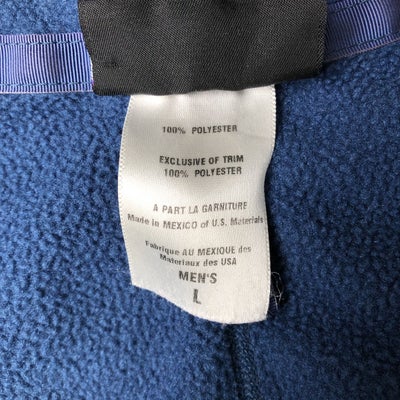 100% POLYESTER
EXCLUSIVE OF TRIM
100% POLYESTER
A PART LA GARNITURE
Made in MEXICO of U.S. Materials
Fabrique AU MEXIQUE des
Materiaux des USA
MEN'S
L